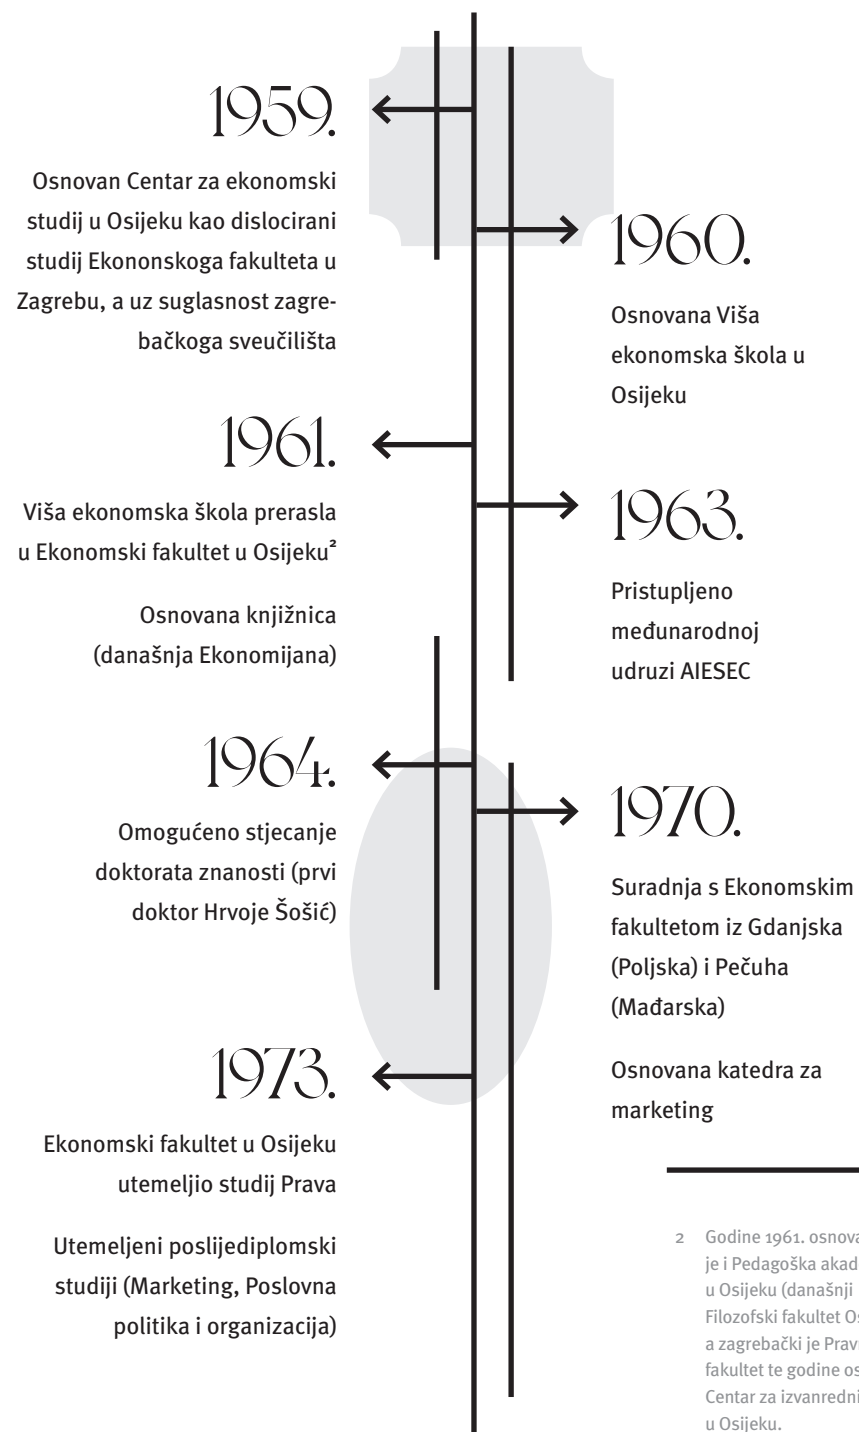 1959.
Osnovan Centar za ekonomski
studij u Osijeku kao dislocirani
studij Ekononskoga fakulteta u
Zagrebu, a uz suglasnost zagre-
bačkoga sveučilišta
1960.
Osnovana Viša
ekonomska škola u
Osijeku
1961.
Viša ekonomska škola prerasla
u Ekonomski fakultet u Osijeku²
Osnovana knjižnica
(današnja Ekonomijana)
1963.
Pristupljeno
međunarodnoj
udruzi AIESEC
1964.
Omogućeno stjecanje
doktorata znanosti (prvi
doktor Hrvoje Šošić)
1970.
Suradnja s Ekonomskim
fakultetom iz Gdanjska
(Poljska) i Pečuha
(Mađarska)
Osnovana katedra za
marketing
1973.
Ekonomski fakultet u Osijeku
utemeljio studij Prava
Utemeljeni poslijediplomski
studiji (Marketing, Poslovna
politika i organizacija)
2 Godine 1961.
je i Pedagoška
u Osijeku (današnji
Filozofski fakultet
a zagrebački je
fakultet te godine
Centar za izvanredni
u Osijeku.